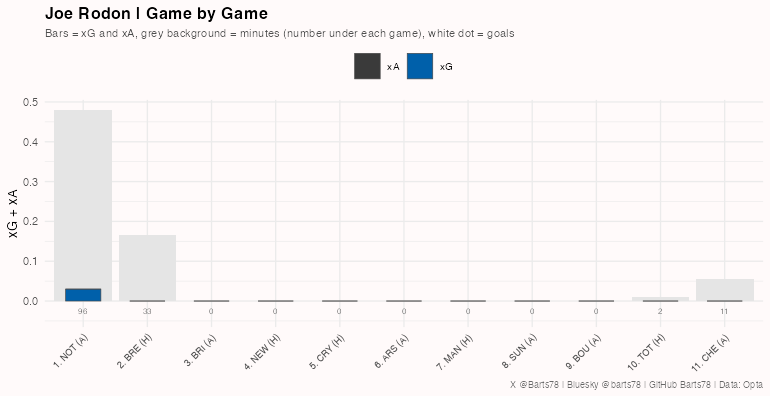 Joe Rodon | Game by Game
Bars = xG and xA, grey background = minutes (number under each game), white dot = goals
xA xG
xG + xA
0.5
0.4
0.3
0.2
0.1
0.0
96 33 0 0 0 0 0 0 0 2 11
1. NOT (A)
2. BRE (H)
3. BRI (A)
4. NEW (H)
5. CRY (H)
6. ARS (A)
7. MAN (H)
8. SUN (A)
9. BOU (A)
10. TOT (H)
11. CHE (A)
X @Barts78 | Bluesky @barts78 | GitHub Barts78 | Data: Opta